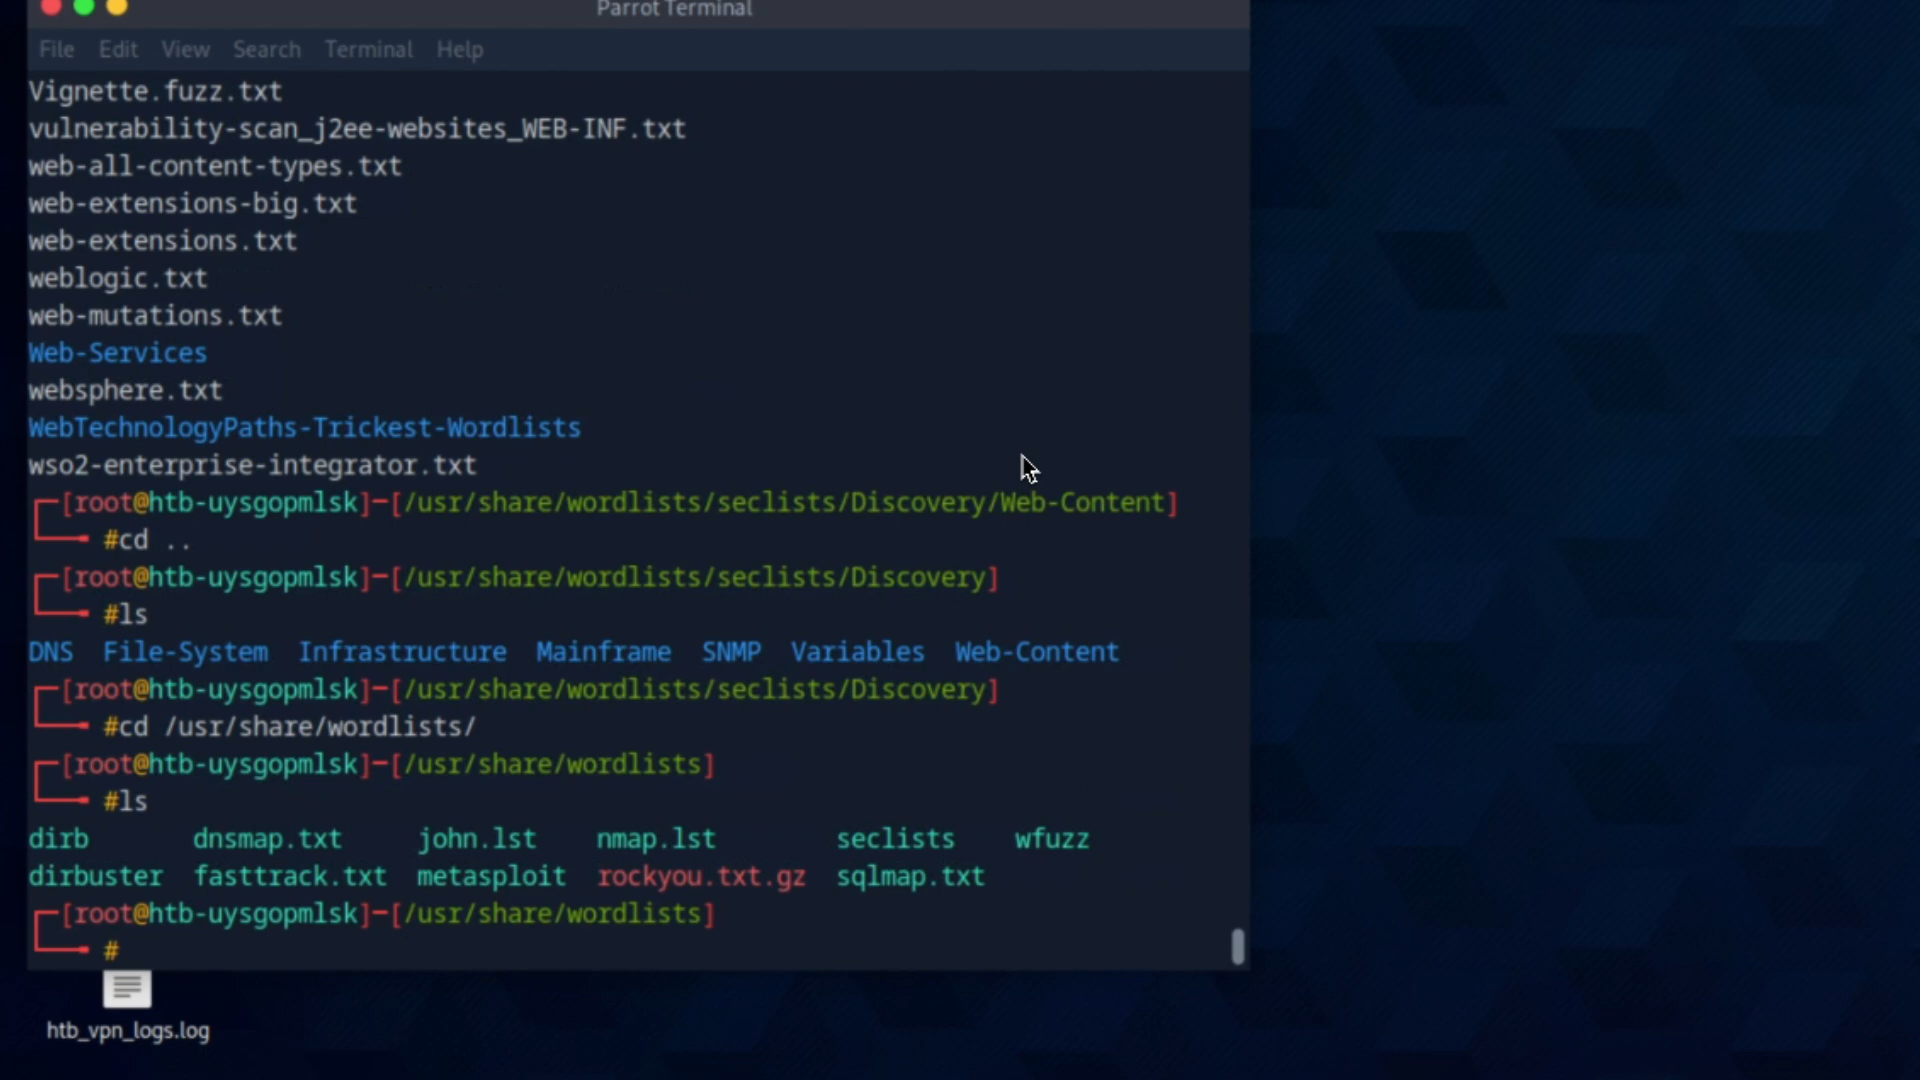 Parrot Terminal
File Edit View Search Terminal Help
Vignette.fuzz.txt
vulnerability-scan_j2ee-websites_WEB-INF.txt
web-all-content-types.txt
web-extensions-big.txt
web-extensions.txt
weblogic.txt
web-mutations.txt
Web-Services
websphere.txt
WebTechnologyPaths-Trickest-Wordlists
wso2-enterprise-integrator.txt
┌─[root@htb-uysgopmlsk]─[/usr/share/wordlists/seclists/Discovery/Web-Content]
└──╼ #cd ..
┌─[root@htb-uysgopmlsk]─[/usr/share/wordlists/seclists/Discovery]
└──╼ #ls
DNS File-System Infrastructure Mainframe SNMP Variables Web-Content
┌─[root@htb-uysgopmlsk]─[/usr/share/wordlists/seclists/Discovery]
└──╼ #cd /usr/share/wordlists/
┌─[root@htb-uysgopmlsk]─[/usr/share/wordlists]
└──╼ #ls
dirb dnsmap.txt john.lst nmap.lst seclists wfuzz
dirbuster fasttrack.txt metasploit rockyou.txt.gz sqlmap.txt
┌─[root@htb-uysgopmlsk]─[/usr/share/wordlists]
└──╼ #
htb_vpn_logs.log